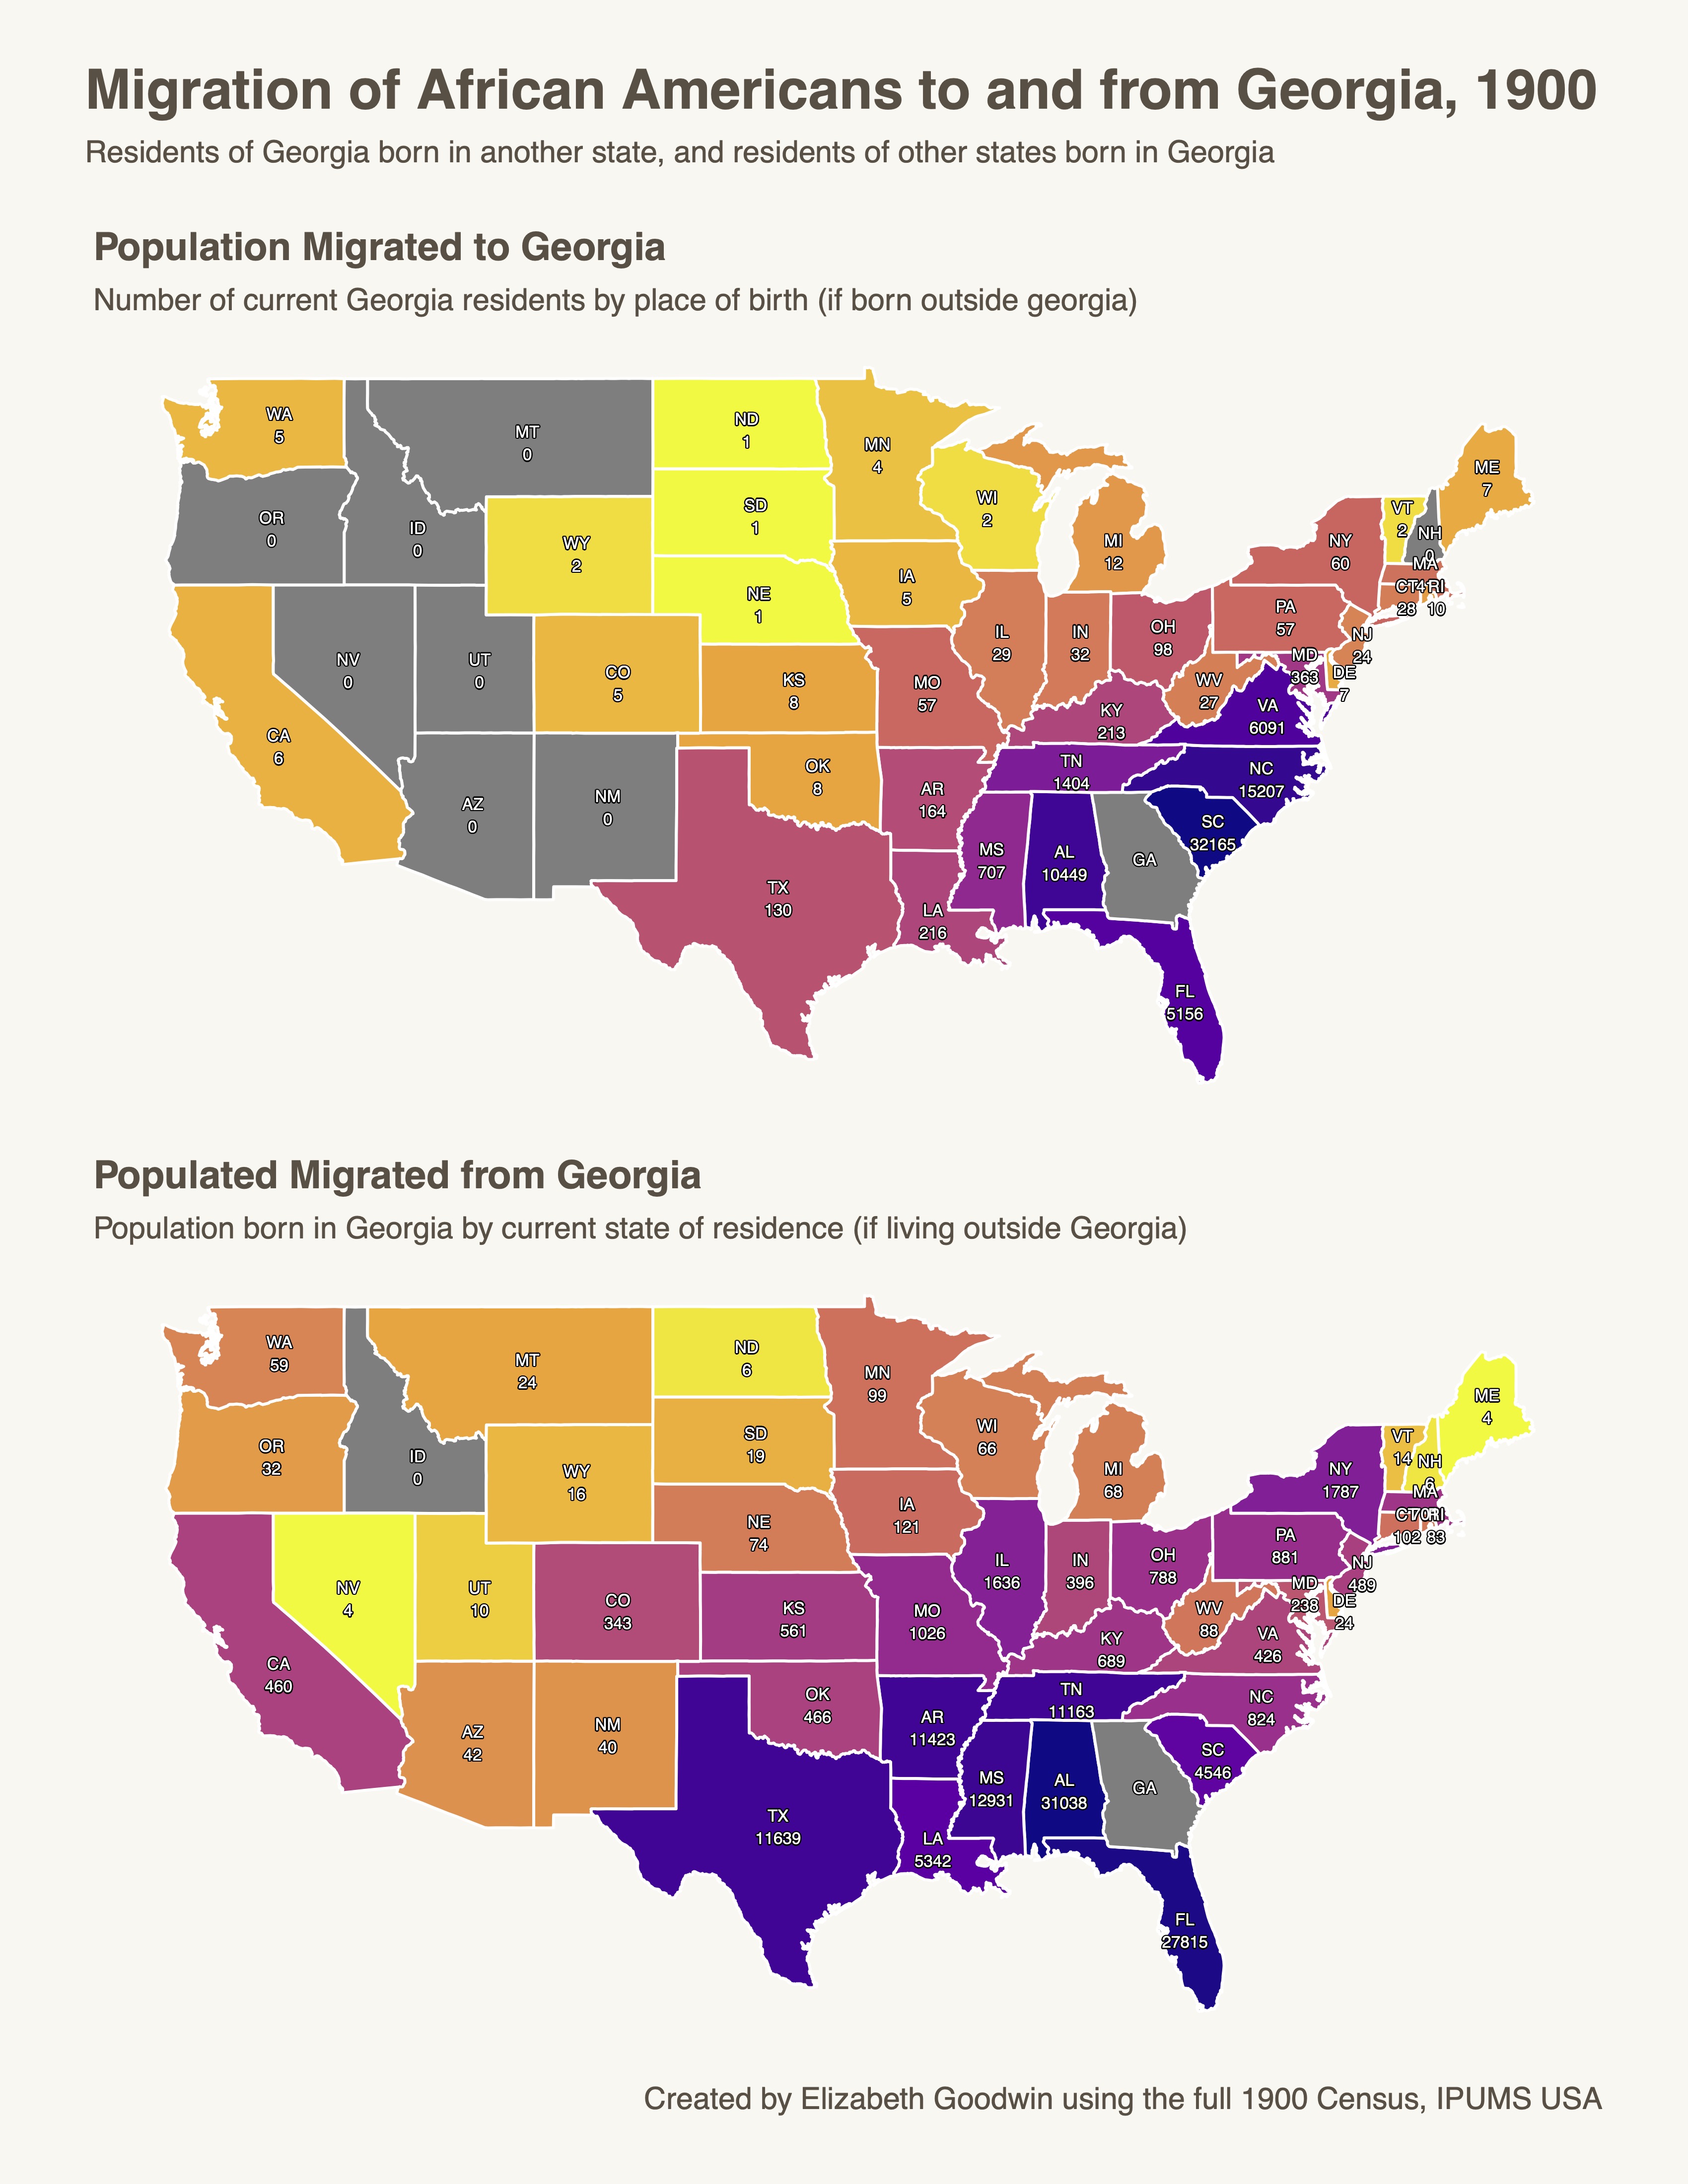 Migration of African Americans to and from Georgia, 1900
Residents of Georgia born in another state, and residents of other states born in Georgia
Population Migrated to Georgia
Number of current Georgia residents by place of birth (if born outside georgia)
WA
5
MT
0
ND
1
MN
4
ME
7
OR
0
ID
0
WY
2
SD
1
WI
2
MI
12
VT
2
NH
0
NY
60
MA
CT
28
RI
10
NE
1
IA
5
IL
29
IN
32
OH
98
PA
57
NJ
24
NV
0
UT
0
CO
5
KS
8
MO
57
WV
27
MD
363
DE
7
KY
213
VA
6091
CA
6
AZ
0
NM
0
OK
8
AR
164
TN
1404
NC
15207
TX
130
LA
216
MS
707
AL
10449
GA
SC
32165
FL
5156
Populated Migrated from Georgia
Population born in Georgia by current state of residence (if living outside Georgia)
WA
59
MT
24
ND
6
MN
99
ME
4
OR
32
ID
0
WY
16
SD
19
WI
66
MI
68
VT
14
NH
6
NY
1787
MA
CT
102
RI
83
NE
74
IA
121
IL
1636
IN
396
OH
788
PA
881
NJ
489
NV
4
UT
10
CO
343
KS
561
MO
1026
WV
88
MD
238
DE
24
KY
689
VA
426
CA
460
AZ
42
NM
40
OK
466
AR
11423
TN
11163
NC
824
TX
11639
LA
5342
MS
12931
AL
31038
GA
SC
4546
FL
27815
Created by Elizabeth Goodwin using the full 1900 Census, IPUMS USA